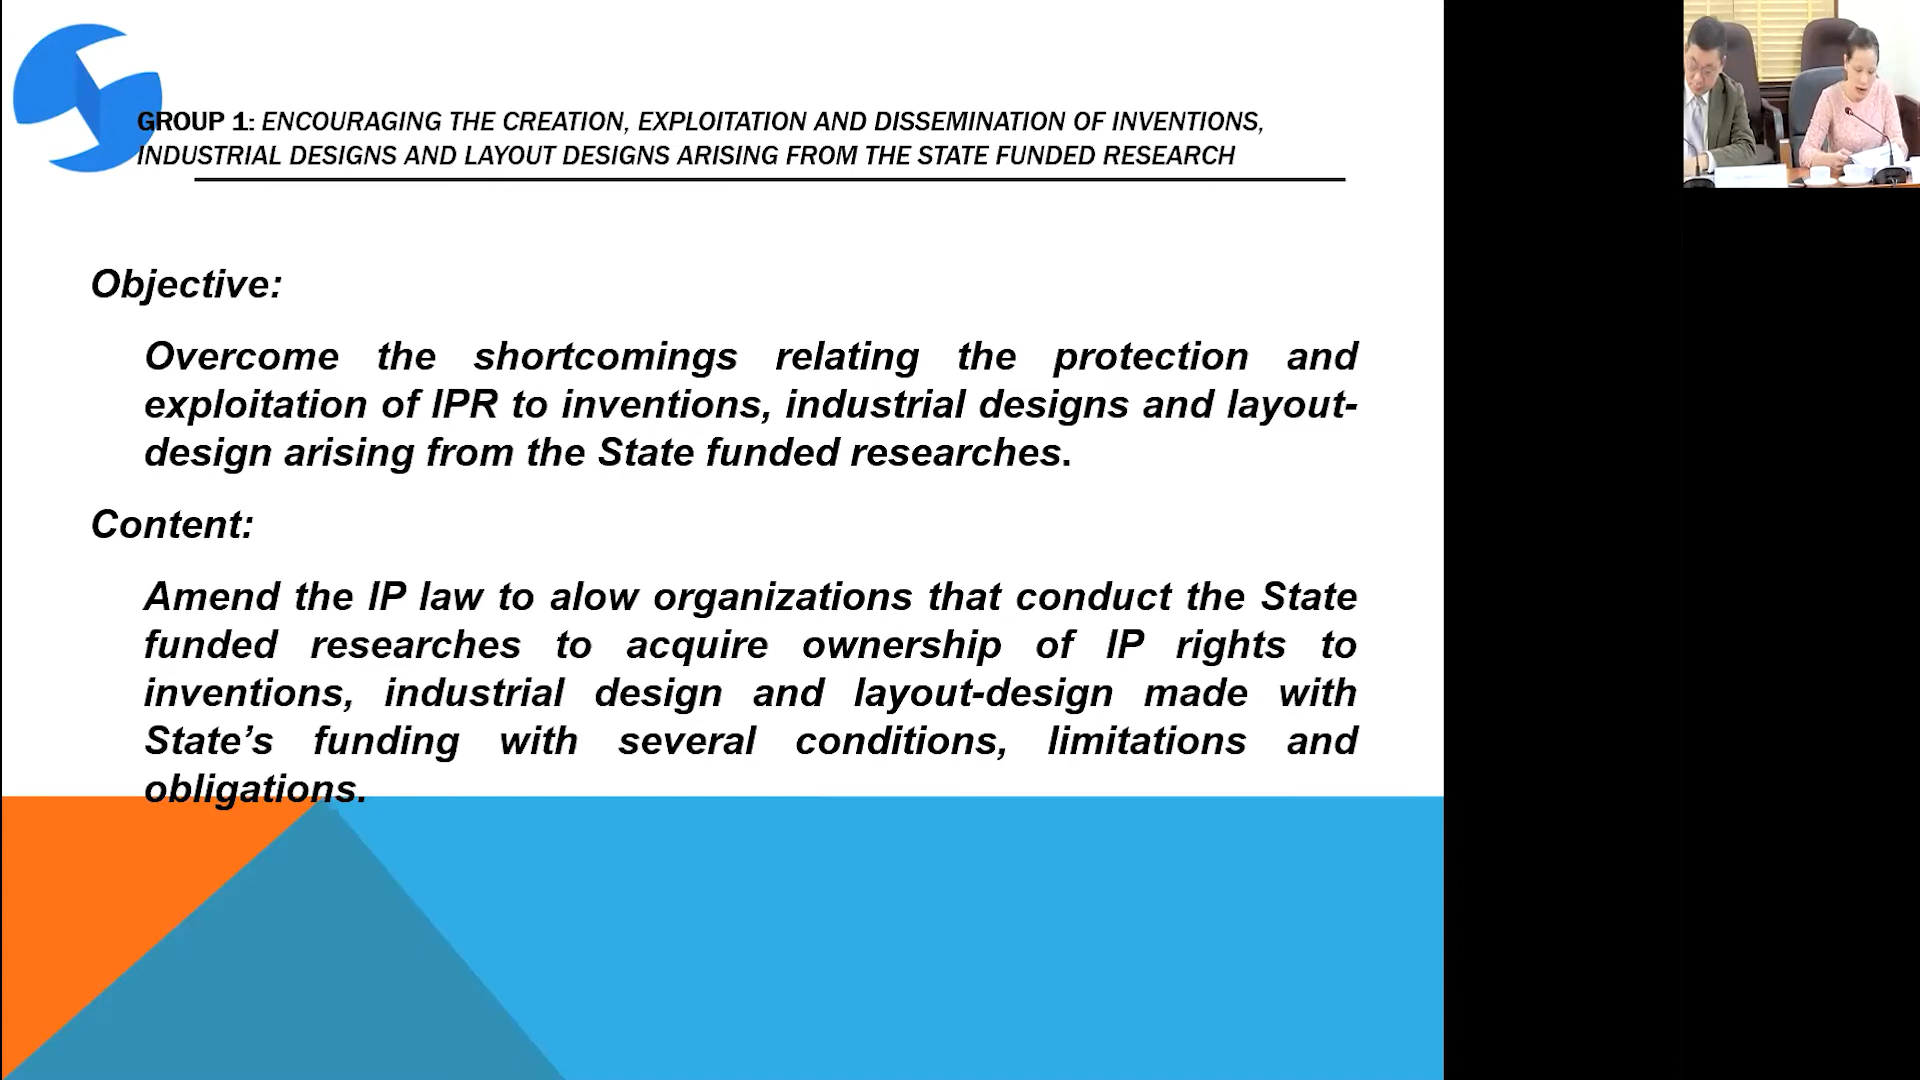 GROUP 1: ENCOURAGING THE CREATION, EXPLOITATION AND DISSEMINATION OF INVENTIONS,
INDUSTRIAL DESIGNS AND LAYOUT DESIGNS ARISING FROM THE STATE FUNDED RESEARCH
Objective:
Overcome the shortcomings relating the protection and
exploitation of IPR to inventions, industrial designs and layout-
design arising from the State funded researches.
Content:
Amend the IP law to alow organizations that conduct the State
funded researches to acquire ownership of IP rights to
inventions, industrial design and layout-design made with
State’s funding with several conditions, limitations and
obligations.